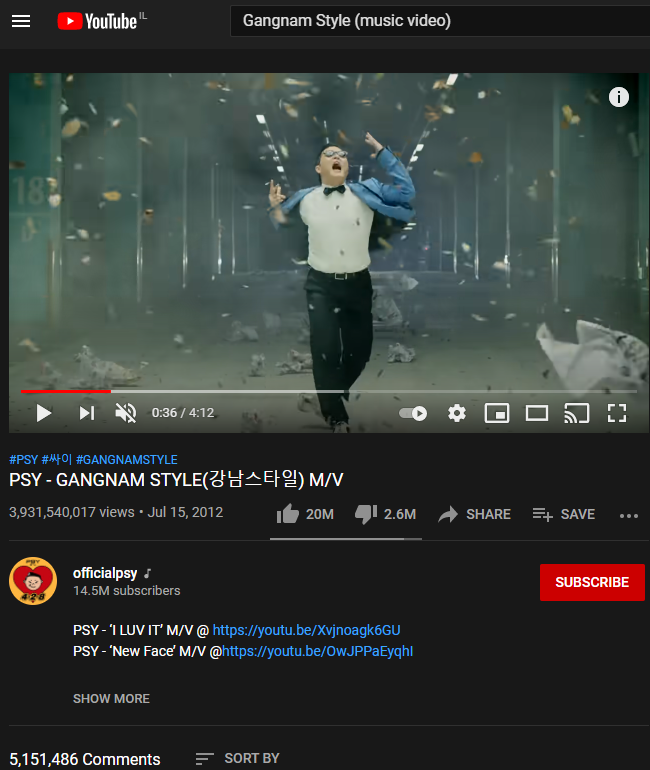 YouTube IL
Gangnam Style (music video)
18
0:36 / 4:12
#PSY #싸이 #GANGNAMSTYLE
PSY - GANGNAM STYLE(강남스타일) M/V
3,931,540,017 views • Jul 15, 2012
20M
2.6M
SHARE
SAVE
officialpsy
14.5M subscribers
SUBSCRIBE
PSY - ‘I LUV IT’ M/V @ https://youtu.be/Xvjnoagk6GU
PSY - ‘New Face’ M/V @https://youtu.be/OwJPPaEyqhI
SHOW MORE
5,151,486 Comments
SORT BY